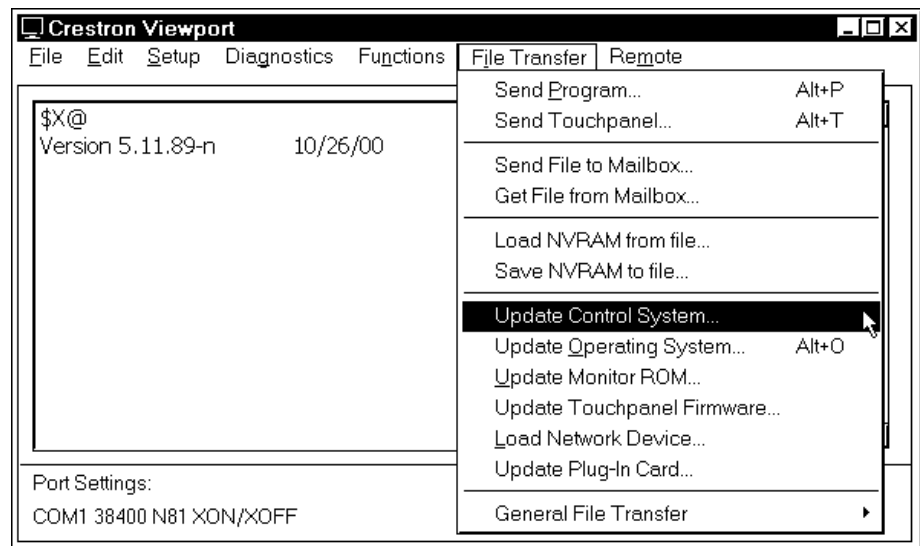 Crestron Viewport
File Edit Setup Diagnostics Functions File Transfer Remote
$X@
Version 5.11.89-n 10/26/00
Send Program... Alt+P
Send Touchpanel... Alt+T
Send File to Mailbox...
Get File from Mailbox...
Load NVRAM from file...
Save NVRAM to file...
Update Control System...
Update Operating System... Alt+O
Update Monitor ROM...
Update Touchpanel Firmware...
Load Network Device...
Update Plug-In Card...
General File Transfer
Port Settings:
COM1 38400 N81 XON/XOFF